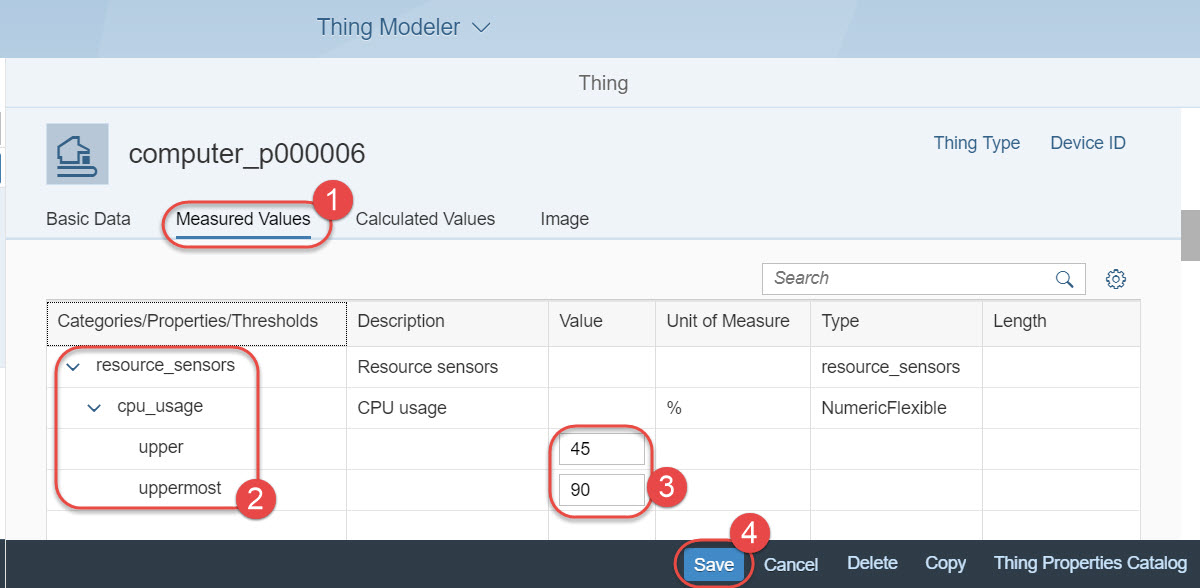 Thing Modeler
Thing
computer_p000006
Thing Type Device ID
1
Basic Data Measured Values Calculated Values Image
Search
Categories/Properties/Thresholds Description Value Unit of Measure Type Length
resource_sensors Resource sensors resource_sensors
cpu_usage CPU usage % NumericFlexible
upper 45
uppermost 90
2 3
4
Save Cancel Delete Copy Thing Properties Catalog